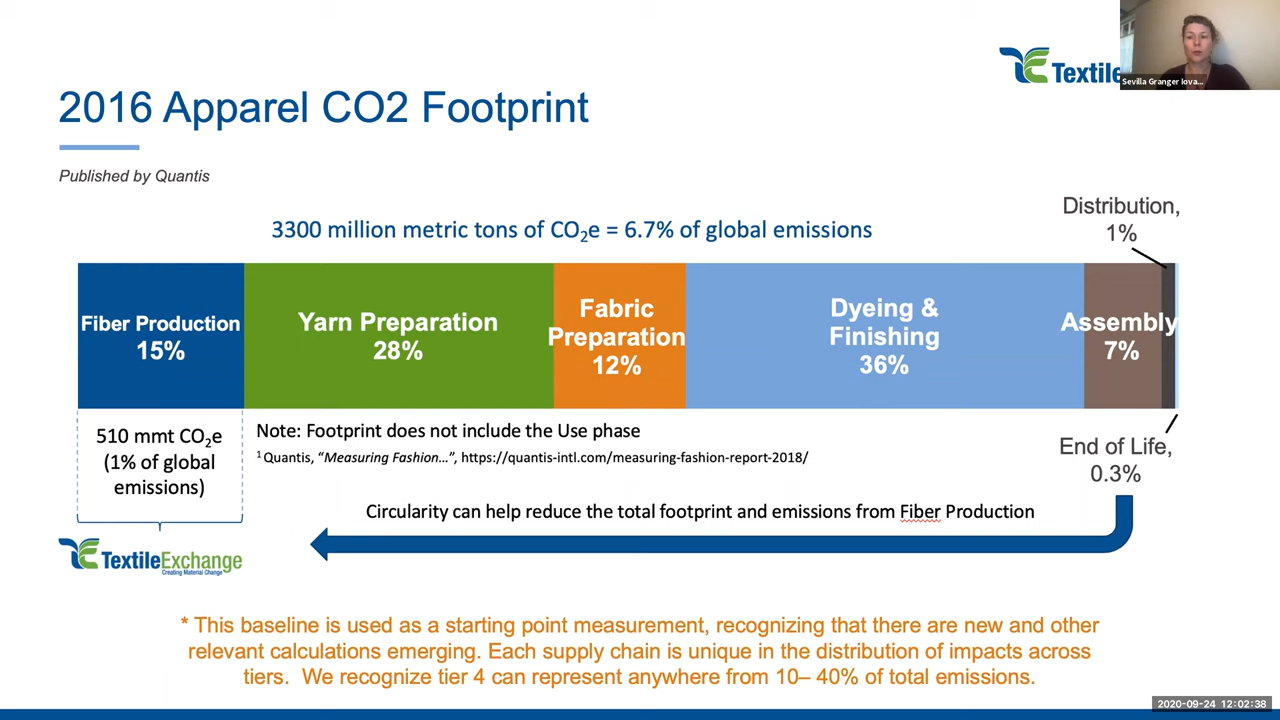 Textile
Sevilla Granger Iova...
2016 Apparel CO2 Footprint
Published by Quantis
3300 million metric tons of CO₂e = 6.7% of global emissions
Distribution,
1%
Fiber Production
15%
Yarn Preparation
28%
Fabric
Preparation
12%
Dyeing &
Finishing
36%
Assembly
7%
510 mmt CO₂e
(1% of global
emissions)
Note: Footprint does not include the Use phase
¹ Quantis, “Measuring Fashion…”, https://quantis-intl.com/measuring-fashion-report-2018/
End of Life,
0.3%
Circularity can help reduce the total footprint and emissions from Fiber Production
TextileExchange
Creating Material Change
* This baseline is used as a starting point measurement, recognizing that there are new and other
relevant calculations emerging. Each supply chain is unique in the distribution of impacts across
tiers. We recognize tier 4 can represent anywhere from 10– 40% of total emissions.
2020-09-24 12:02:38